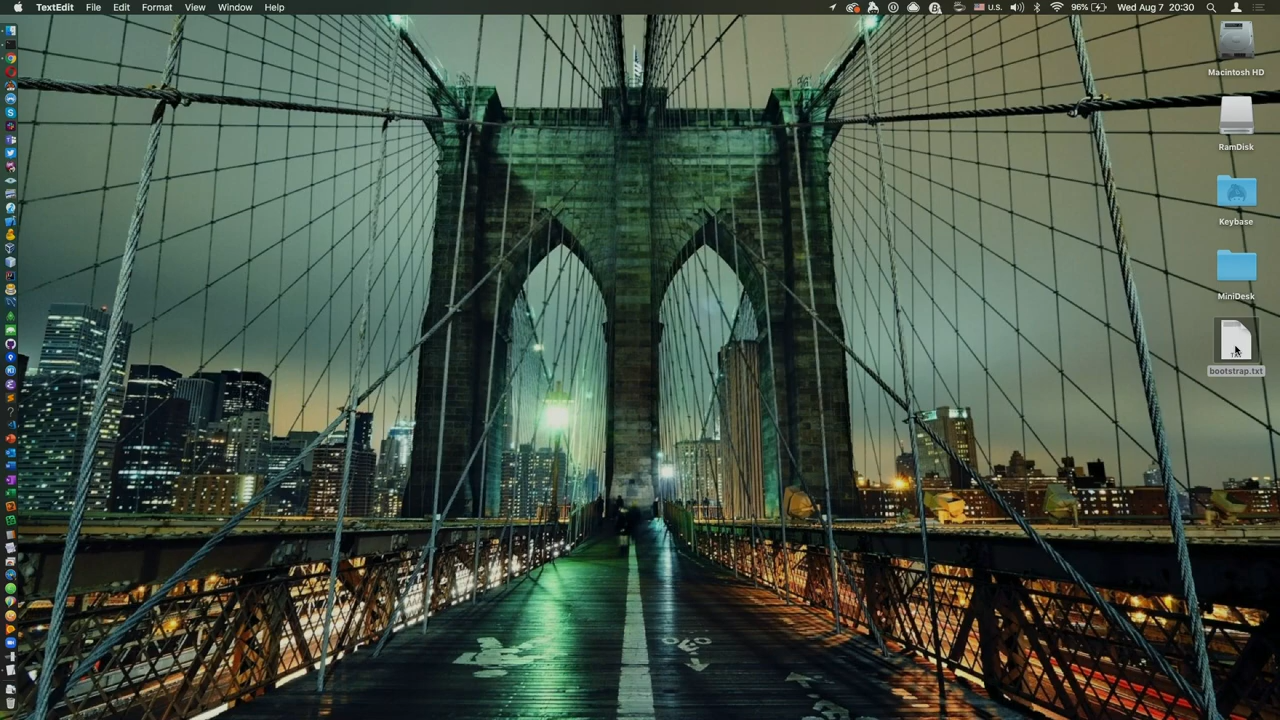 TextEdit File Edit Format View Window Help U.S. 96% Wed Aug 7 20:30
Macintosh HD
RamDisk
Keybase
MiniDesk
TXT
bootstrap.txt